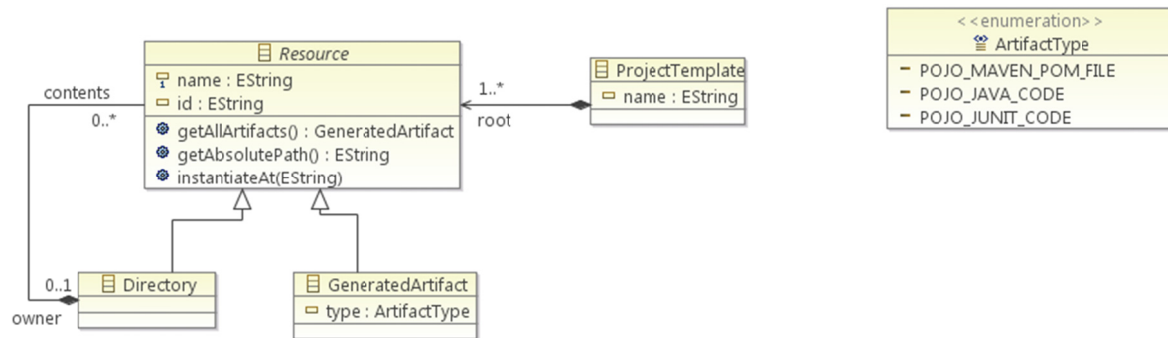 <<enumeration>>
ArtifactType
POJO_MAVEN_POM_FILE
POJO_JAVA_CODE
POJO_JUNIT_CODE
Resource
name : EString
id : EString
getAllArtifacts() : GeneratedArtifact
getAbsolutePath() : EString
instantiateAt(EString)
ProjectTemplate
name : EString
1..*
root
contents
0..*
0..1
owner
Directory
GeneratedArtifact
type : ArtifactType